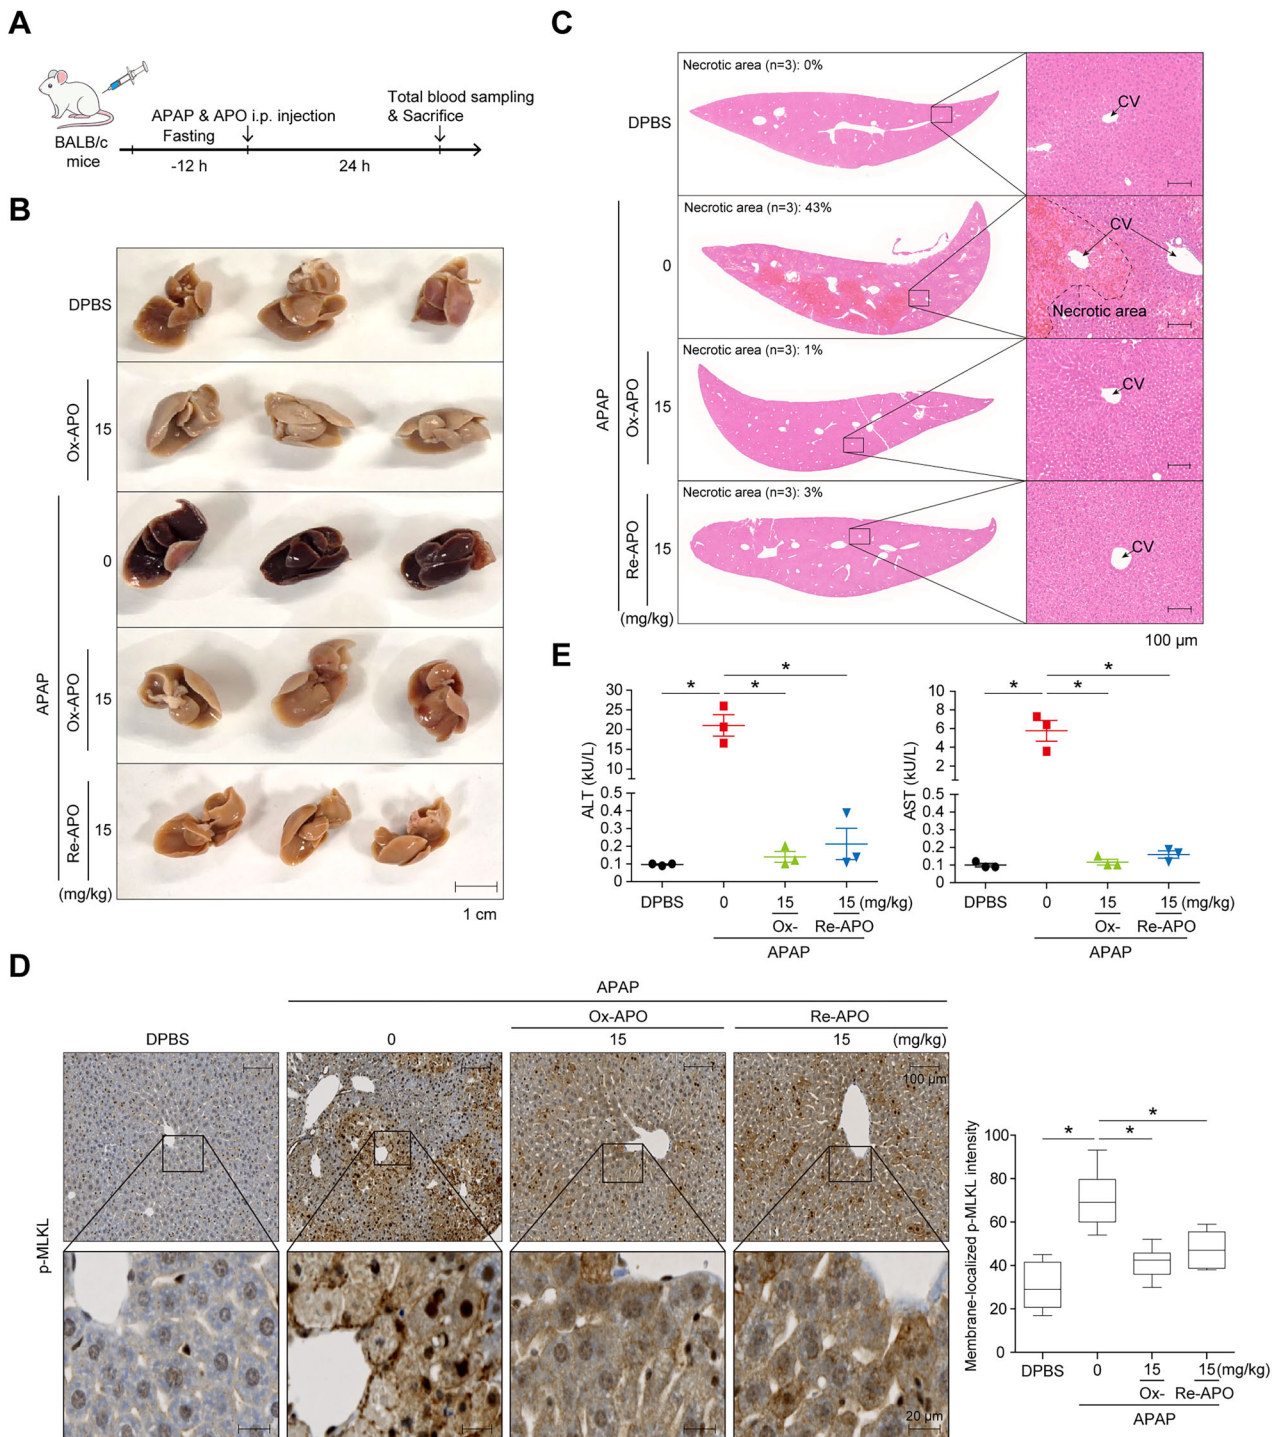 A
BALB/c
mice
APAP & APO i.p. injection
Fasting
-12 h
24 h
Total blood sampling
& Sacrifice
B
DPBS
Ox-APO
15
APAP
0
Ox-APO
15
Re-APO
15
(mg/kg)
1 cm
C
DPBS
Necrotic area (n=3): 0%
CV
APAP
0
Necrotic area (n=3): 43%
CV
Necrotic area
Ox-APO
15
Necrotic area (n=3): 1%
CV
Re-APO
15
Necrotic area (n=3): 3%
CV
(mg/kg)
100 µm
E
ALT (kU/L)
30
25
20
15
10
0.5
0.3
0.2
0.1
0
*
*
*
DPBS
0
15
15 (mg/kg)
Ox-
Re-APO
APAP
AST (kU/L)
10
8
6
4
2
0.5
0.3
0.2
0.1
0
*
*
*
DPBS
0
15
15 (mg/kg)
Ox-
Re-APO
APAP
D
APAP
Ox-APO
Re-APO
DPBS
0
15
15
(mg/kg)
100 µm
p-MLKL
20 µm
Membrane-localized p-MLKL intensity
100
80
60
40
20
0
*
*
*
DPBS
0
15
15(mg/kg)
Ox-
Re-APO
APAP